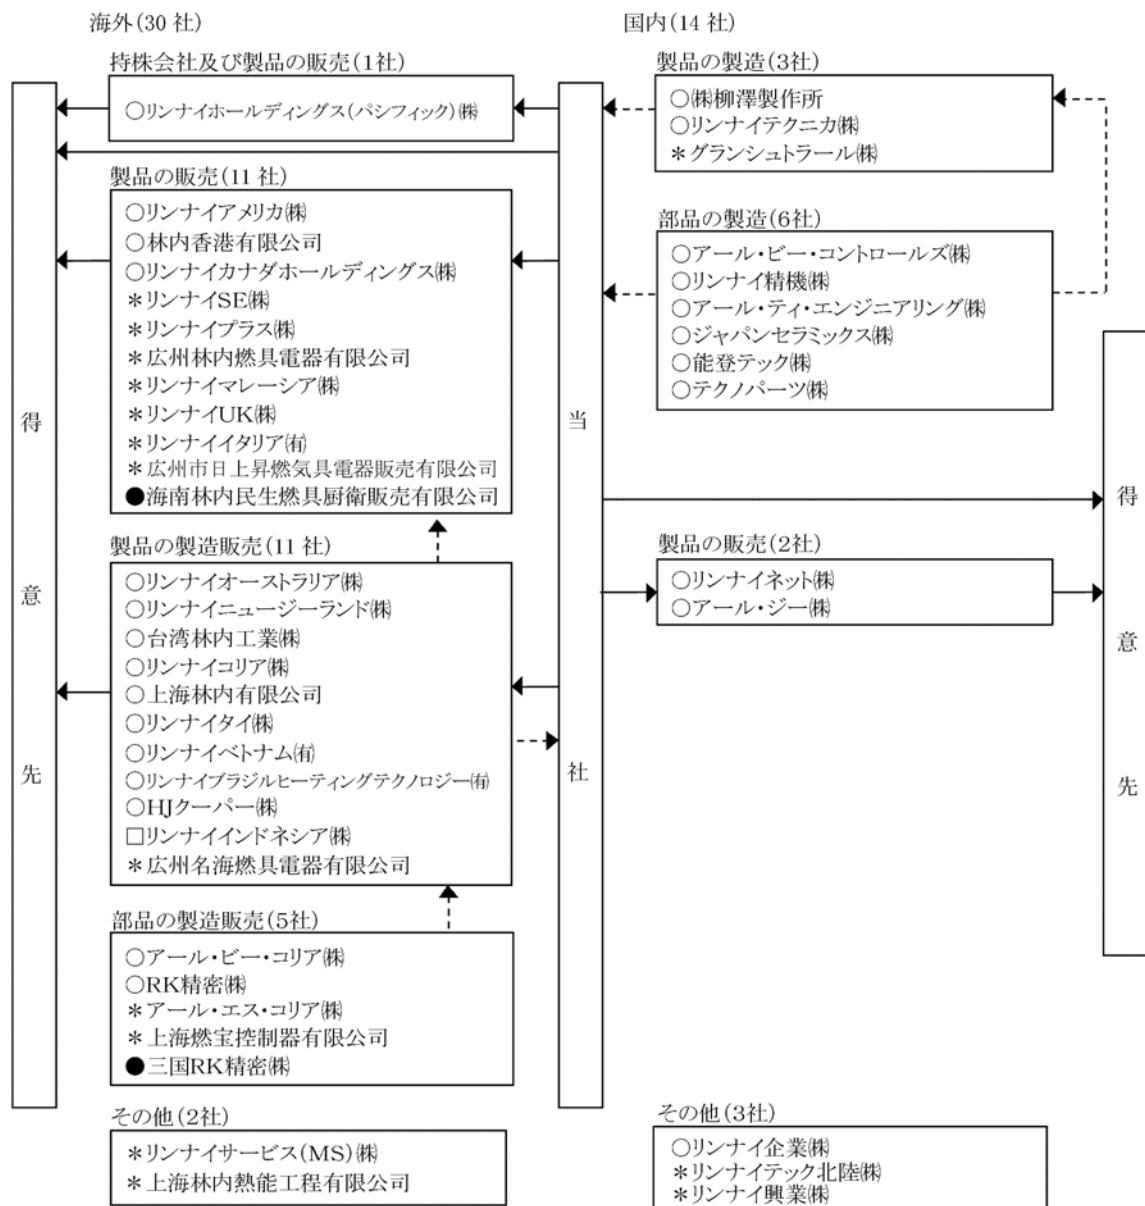 海外(30 社)
持株会社及び製品の販売(1社)
○リンナイホールディングス(パシフィック)㈱
製品の販売(11 社)
○リンナイアメリカ㈱
○林内香港有限公司
○リンナイカナダホールディングス㈱
*リンナイSE㈱
*リンナイプラス㈱
*広州林内燃具電器有限公司
*リンナイマレーシア㈱
*リンナイUK㈱
*リンナイイタリア㈲
*広州市日上昇燃気具電器販売有限公司
●海南林内民生燃具厨衛販売有限公司
製品の製造販売(11 社)
○リンナイオーストラリア㈱
○リンナイニュージーランド㈱
○台湾林内工業㈱
○リンナイコリア㈱
○上海林内有限公司
○リンナイタイ㈱
○リンナイベトナム㈲
○リンナイブラジルヒーティングテクノロジー㈲
○HJクーパー㈱
□リンナイインドネシア㈱
*広州名海燃具電器有限公司
部品の製造販売(5社)
○アール・ビー・コリア㈱
○RK精密㈱
*アール・エス・コリア㈱
*上海燃宝控制器有限公司
●三国RK精密㈱
その他(2社)
*リンナイサービス(MS)㈱
*上海林内熱能工程有限公司
得意先
当社
国内(14 社)
製品の製造(3社)
○㈱柳澤製作所
○リンナイテクニカ㈱
*グランシュトラール㈱
部品の製造(6社)
○アール・ビー・コントロールズ㈱
○リンナイ精機㈱
○アール・ティ・エンジニアリング㈱
○ジャパンセラミックス㈱
○能登テック㈱
○テクノパーツ㈱
製品の販売(2社)
○リンナイネット㈱
○アール・ジー㈱
その他(3社)
○リンナイ企業㈱
*リンナイテック北陸㈱
*リンナイ興業㈱
得意先